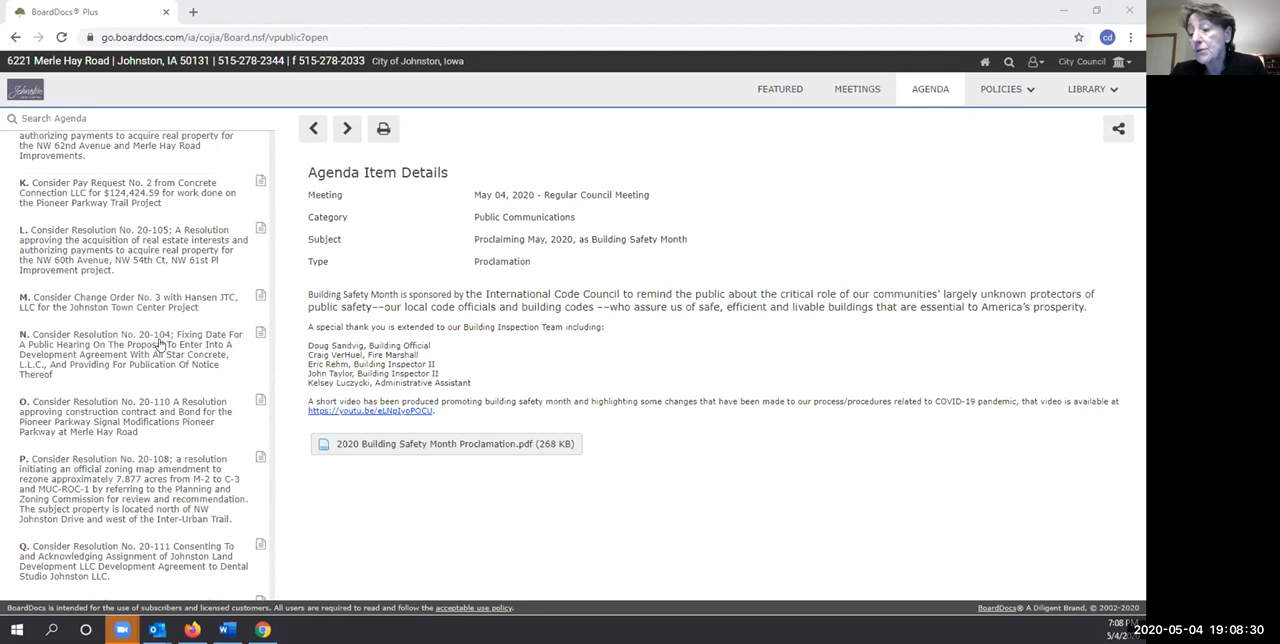 BoardDocs® Plus
go.boarddocs.com/ia/cojia/Board.nsf/vpublic?open
cd
6221 Merle Hay Road | Johnston, IA 50131 | 515-278-2344 | f 515-278-2033 City of Johnston, Iowa
City Council
Johnston
FEATURED MEETINGS AGENDA POLICIES LIBRARY
Search Agenda
authorizing payments to acquire real property for
the NW 62nd Avenue and Merle Hay Road
Improvements.
K. Consider Pay Request No. 2 from Concrete
Connection LLC for $124,424.59 for work done on
the Pioneer Parkway Trail Project
L. Consider Resolution No. 20-105; A Resolution
approving the acquisition of real estate interests and
authorizing payments to acquire real property for
the NW 60th Avenue, NW 54th Ct, NW 61st Pl
Improvement project.
M. Consider Change Order No. 3 with Hansen JTC,
LLC for the Johnston Town Center Project
N. Consider Resolution No. 20-104; Fixing Date For
A Public Hearing On The Proposal To Enter Into A
Development Agreement With All Star Concrete,
L.L.C., And Providing For Publication Of Notice
Thereof
O. Consider Resolution No. 20-110 A Resolution
approving construction contract and Bond for the
Pioneer Parkway Signal Modifications Pioneer
Parkway at Merle Hay Road
P. Consider Resolution No. 20-108; a resolution
initiating an official zoning map amendment to
rezone approximately 7.877 acres from M-2 to C-3
and MUC-ROC-1 by referring to the Planning and
Zoning Commission for review and recommendation.
The subject property is located north of NW
Johnston Drive and west of the Inter-Urban Trail.
Q. Consider Resolution No. 20-111 Consenting To
and Acknowledging Assignment of Johnston Land
Development LLC Development Agreement to Dental
Studio Johnston LLC.
Agenda Item Details
Meeting May 04, 2020 - Regular Council Meeting
Category Public Communications
Subject Proclaiming May, 2020, as Building Safety Month
Type Proclamation
Building Safety Month is sponsored by the International Code Council to remind the public about the critical role of our communities' largely unknown protectors of
public safety––our local code officials and building codes ––who assure us of safe, efficient and livable buildings that are essential to America's prosperity.
A special thank you is extended to our Building Inspection Team including:
Doug Sandvig, Building Official
Craig VerHuel, Fire Marshall
Eric Rehm, Building Inspector II
John Taylor, Building Inspector II
Kelsey Luczycki, Administrative Assistant
A short video has been produced promoting building safety month and highlighting some changes that have been made to our process/procedures related to COVID-19 pandemic, that video is available at
https://youtu.be/eLNpIyoPOCU.
2020 Building Safety Month Proclamation.pdf (268 KB)
BoardDocs is intended for the use of subscribers and licensed customers. All users are required to read and follow the acceptable use policy. BoardDocs® A Diligent Brand, © 2002-2020
7:08 PM
5/4/2020
2020-05-04 19:08:30